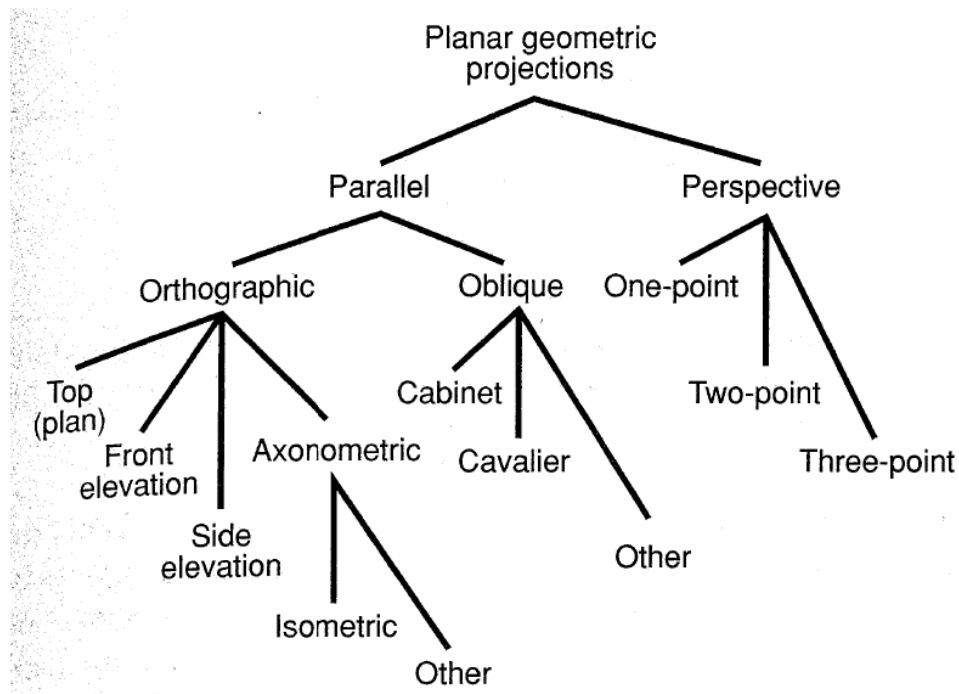 Planar geometric
projections
Parallel
Perspective
Orthographic
Oblique
One-point
Top
(plan)
Cabinet
Two-point
Front
elevation
Axonometric
Cavalier
Three-point
Side
elevation
Other
Isometric
Other